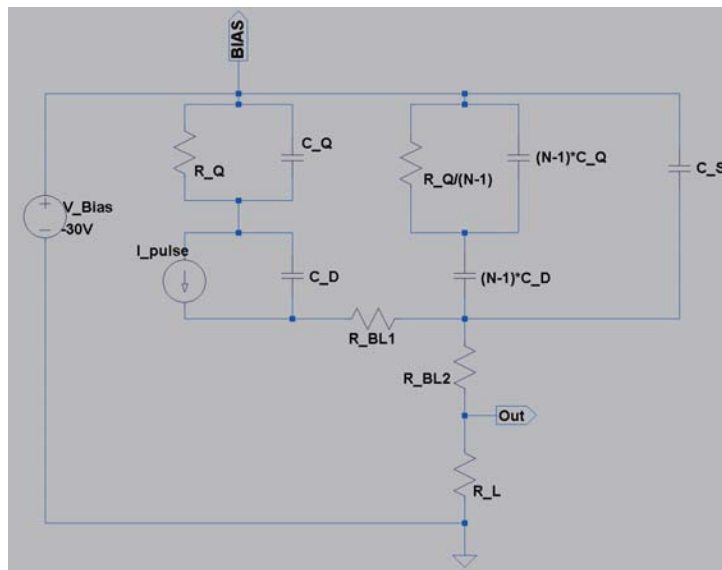 BIAS
C_Q
R_Q
(N-1)*C_Q
R_Q/(N-1)
C_S
V_Bias
-30V
I_pulse
C_D
(N-1)*C_D
R_BL1
R_BL2
Out
R_L